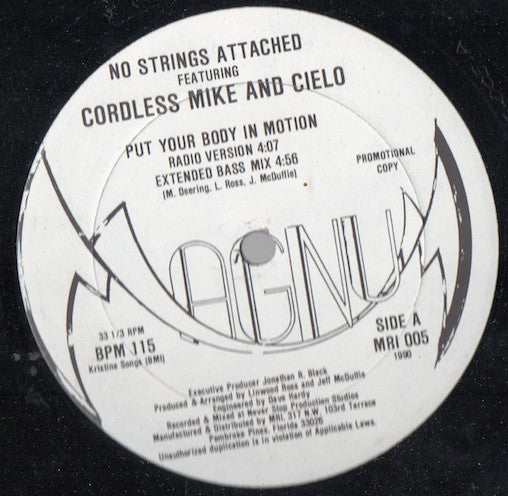 NO STRINGS ATTACHED
FEATURING
CORDLESS MIKE AND CIELO
PUT YOUR BODY IN MOTION
RADIO VERSION 4:07
EXTENDED BASS MIX 4:56
(M. Deering, L. Ross, J. McDuffie)
PROMOTIONAL
COPY
MAGNUM
33 1/3 RPM
BPM 115
Kristine Songs (BMI)
SIDE A
MRI 005
1990
Executive Producer Jonathan R. Black
Produced & Arranged by Linwood Ross and Jeff McDuffie
Engineered by Dave Hardy
Recorded & Mixed at Never Stop Production Studios
Manufactured & Distributed by MRI, 317 N.W. 103rd Terrace
Pembroke Pines, Florida 33026
Unauthorized duplication is in violation of Applicable Laws.